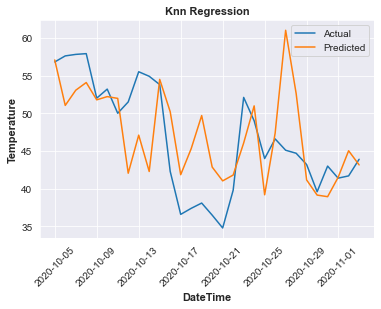 Knn Regression
Actual
Predicted
Temperature
60
55
50
45
40
35
2020-10-05
2020-10-09
2020-10-13
2020-10-17
2020-10-21
2020-10-25
2020-10-29
2020-11-01
DateTime